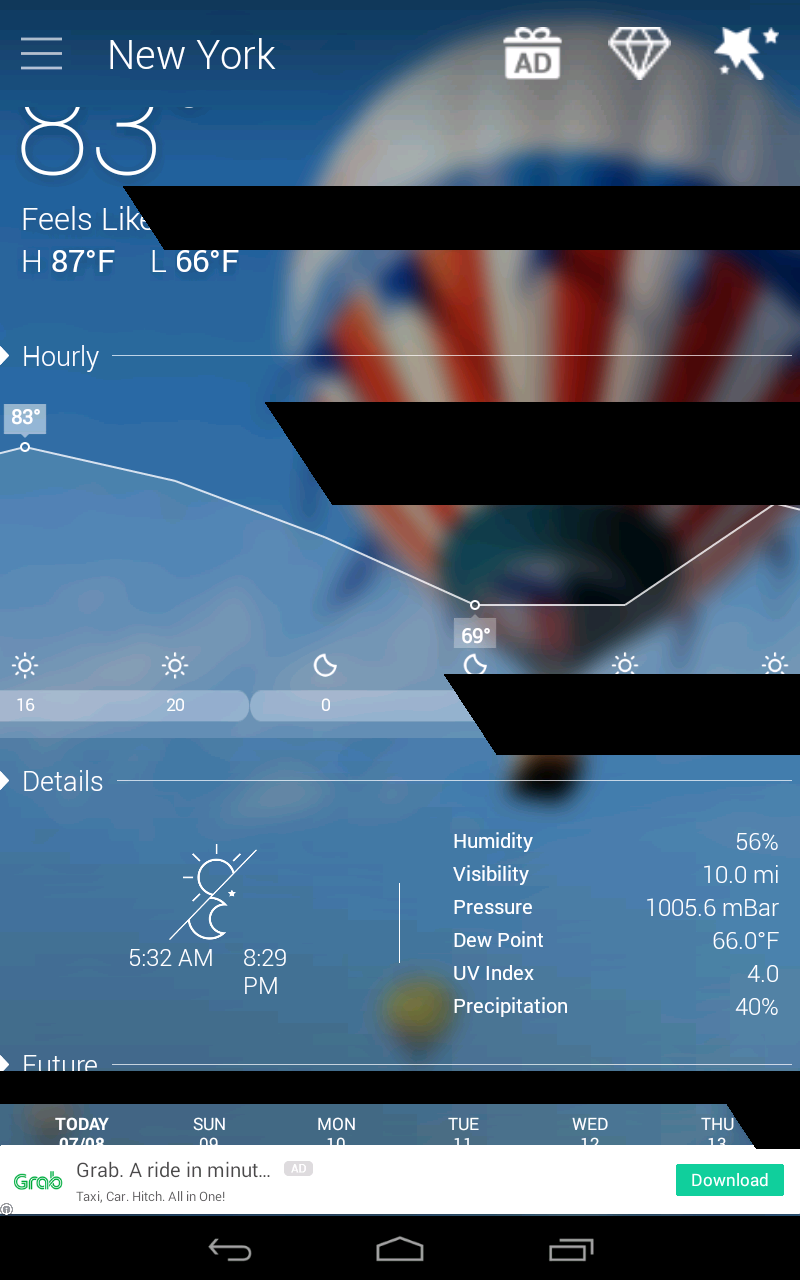 New York
AD
83°
Feels Like
H 87°F L 66°F
Hourly
83°
69°
16 20 0
Details
Humidity 56%
Visibility 10.0 mi
Pressure 1005.6 mBar
Dew Point 66.0°F
UV Index 4.0
Precipitation 40%
5:32 AM 8:29 PM
Future
TODAY SUN MON TUE WED THU
07/08 09 10 11 12 13
Grab Grab. A ride in minut... AD
Taxi, Car. Hitch. All in One!
Download